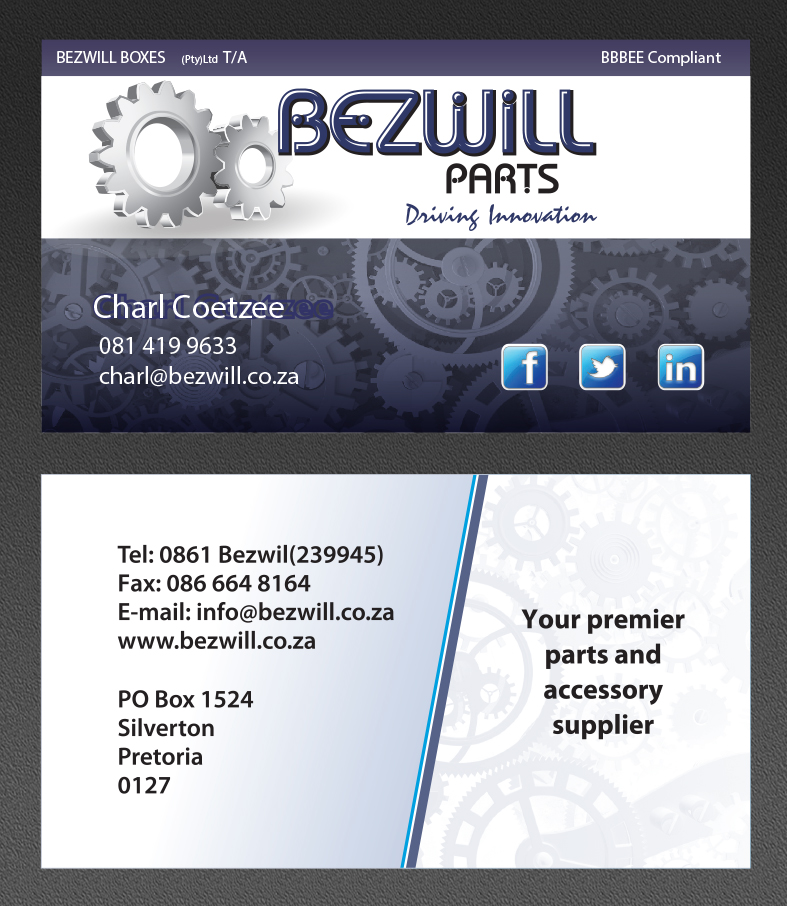 BEZWILL BOXES (Pty)Ltd T/A
BBBEE Compliant
BEZWiLL
PARTS
Driving Innovation
Charl Coetzee
081 419 9633
charl@bezwill.co.za
f
in
Tel: 0861 Bezwil(239945)
Fax: 086 664 8164
E-mail: info@bezwill.co.za
www.bezwill.co.za
PO Box 1524
Silverton
Pretoria
0127
Your premier
parts and
accessory
supplier